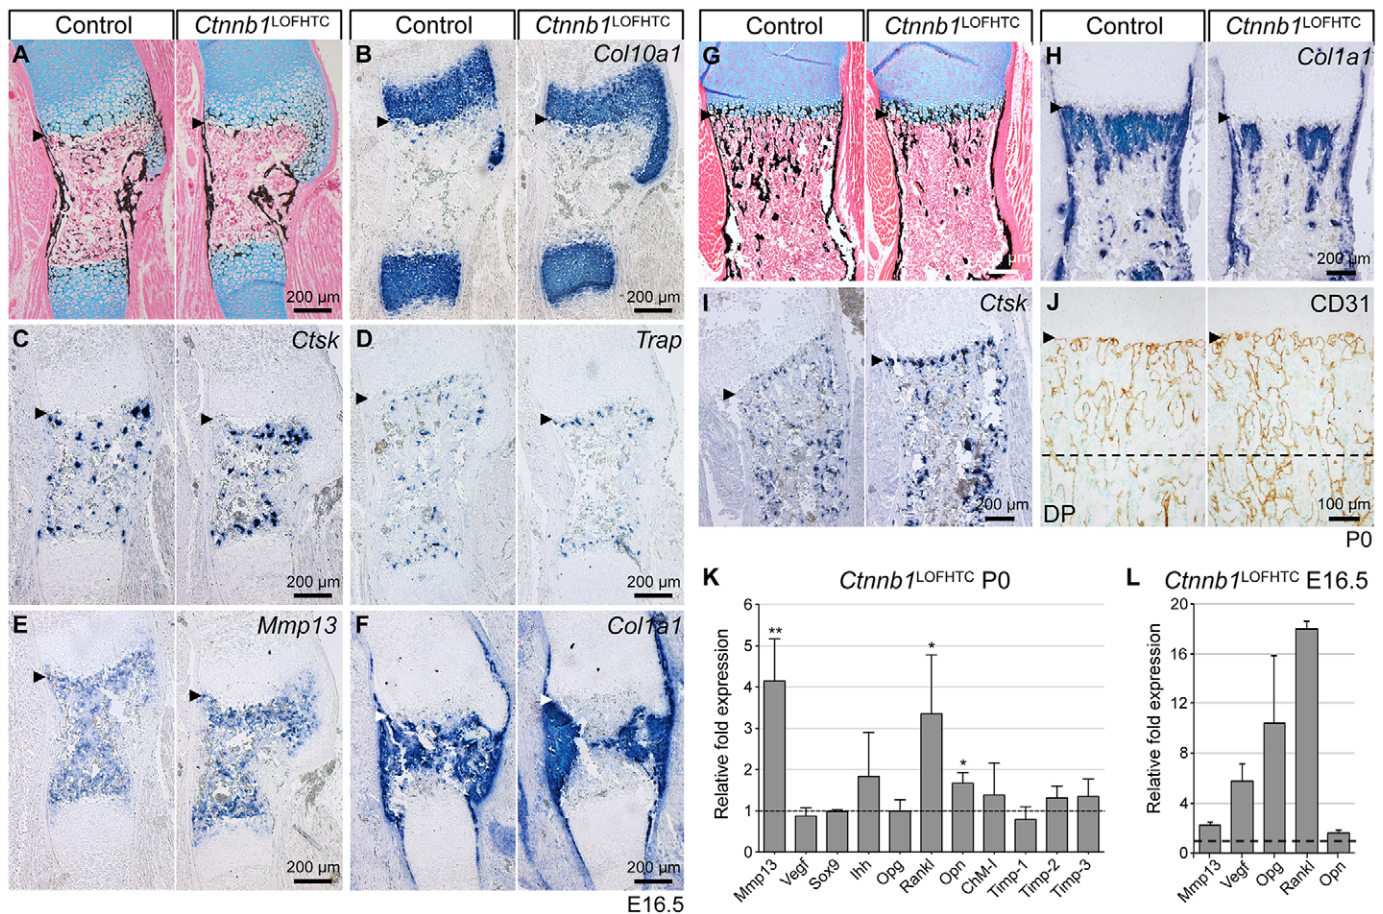 Control Ctnnb1LOFHTC Control Ctnnb1LOFHTC Control Ctnnb1LOFHTC Control Ctnnb1LOFHTC
A B Col10a1 G H Col1a1
200 µm 200 µm 200 µm 200 µm
C Ctsk D Trap I Ctsk J CD31
200 µm 200 µm 200 µm DP 100 µm
P0
E Mmp13 F Col1a1
200 µm 200 µm
E16.5
K Ctnnb1LOFHTC P0
Relative fold expression
6
5
4
3
2
1
0
** * *
Mmp13 Vegf Sox9 Ihh Opg Rankl Opn ChM-I Timp-1 Timp-2 Timp-3
L Ctnnb1LOFHTC E16.5
Relative fold expression
20
16
12
8
4
0
Mmp13 Vegf Opg Rankl Opn